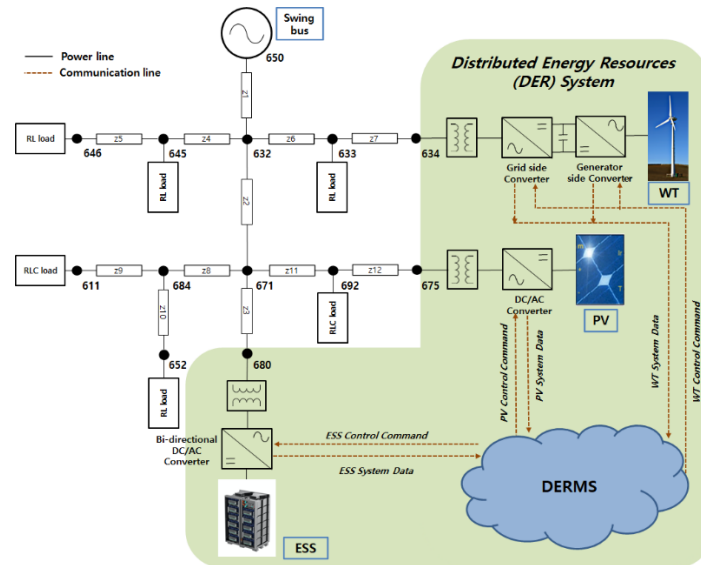 Swing
bus
650
Power line
Communication line
Distributed Energy Resources
(DER) System
z1
RL load
z5
z4
z6
z7
646
645
632
633
634
RL load
RL load
Grid side
Converter
Generator
side Converter
WT
z2
RLC load
z9
z8
z11
z12
611
684
671
692
675
z10
z3
RLC load
DC/AC
Converter
PV
652
680
RL load
PV Control Command
PV System Data
WT System Data
WT Control Command
Bi-directional
DC/AC
Converter
ESS Control Command
ESS System Data
DERMS
ESS